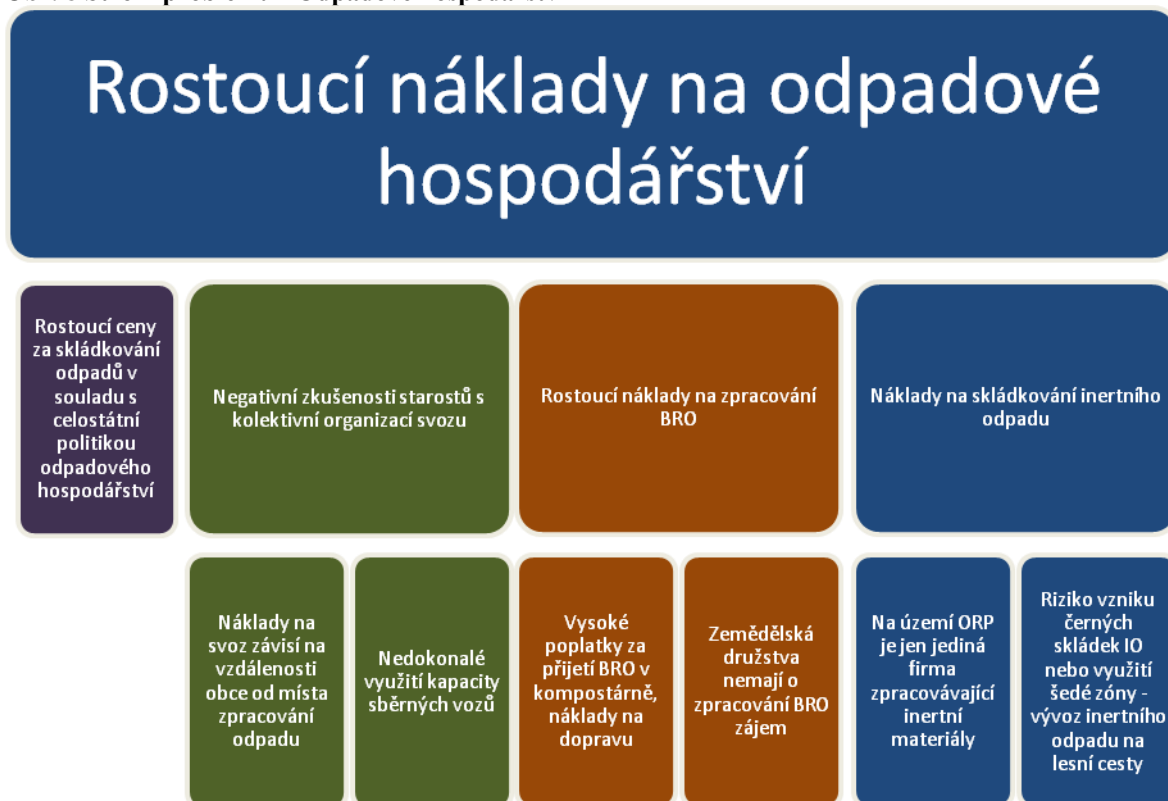 Rostoucí náklady na odpadové
hospodářství
Rostoucí ceny
za skládkování
odpadů v
souladu s
celostátní
politikou
odpadového
hospodářství
Negativní zkušenosti starostů s
kolektivní organizací svozu
Rostoucí náklady na zpracování
BRO
Náklady na skládkování inertního
odpadu
Náklady na
svoz závisí na
vzdálenosti
obce od místa
zpracování
odpadu
Nedokonalé
využití kapacity
sběrných vozů
Vysoké
poplatky za
přijetí BRO v
kompostárně,
náklady na
dopravu
Zemědělská
družstva
nemají o
zpracování BRO
zájem
Na území ORP
je jen jediná
firma
zpracovávající
inertní
materiály
Riziko vzniku
černých
skládek IO
nebo využití
šedé zóny -
vývoz inertního
odpadu na
lesní cesty